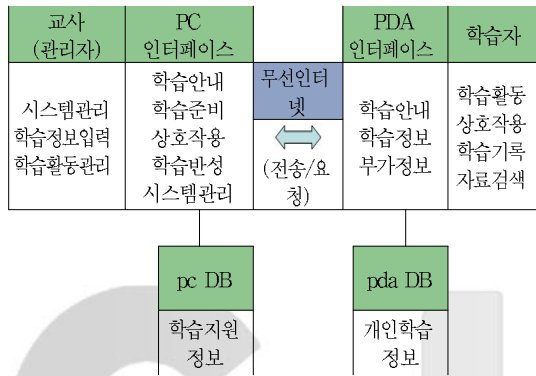 교사
(관리자)
PC
인터페이스
PDA
인터페이스
학습자
시스템관리
학습정보입력
학습활동관리
학습안내
학습준비
상호작용
학습반성
시스템관리
무선인터
넷
(전송/요
청)
학습안내
학습정보
부가정보
학습활동
상호작용
학습기록
자료검색
pc DB
학습지원
정보
pda DB
개인학습
정보